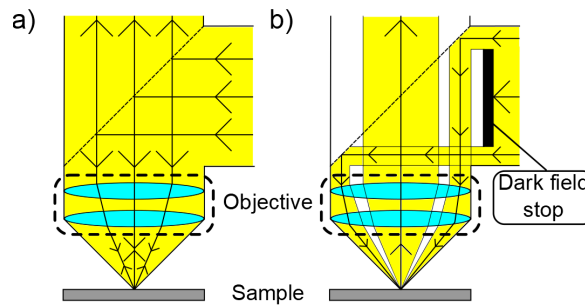 a)
b)
Objective
Dark field
stop
Sample